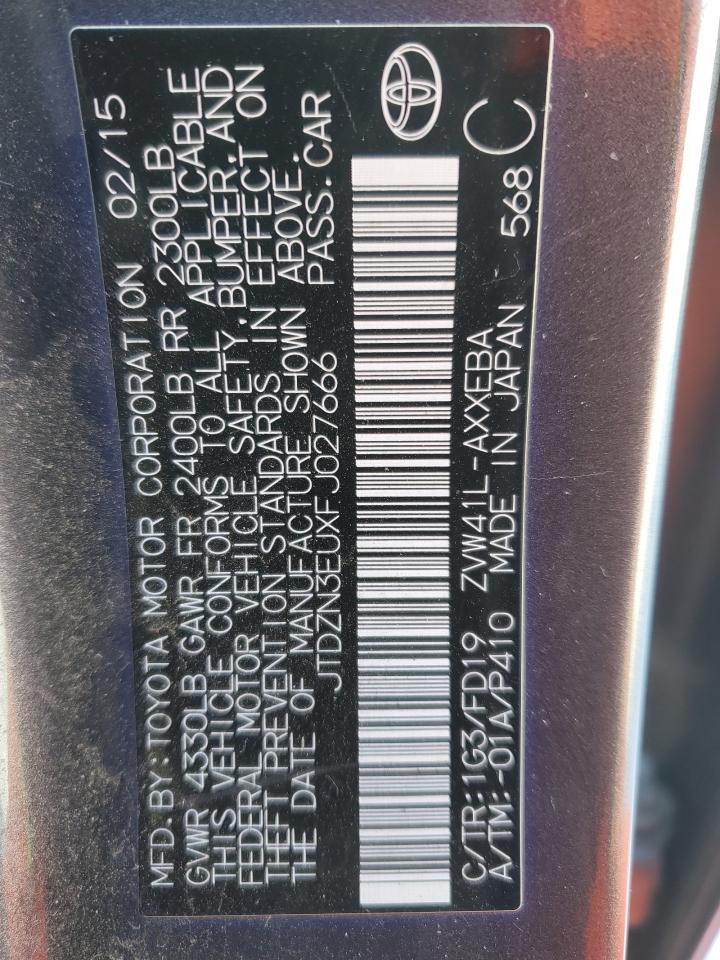 MFD.BY:TOYOTA MOTOR CORPORATION 02/15
GVWR 4330LB GAWR FR 2400LB RR 2300LB
THIS VEHICLE CONFORMS TO ALL APPLICABLE
FEDERAL MOTOR VEHICLE SAFETY,BUMPER,AND
THEFT PREVENTION STANDARDS IN EFFECT ON
THE DATE OF MANUFACTURE SHOWN ABOVE.
JTDZN3EUXFJ027666 PASS.CAR
C/TR:1G3/FD19 ZVW41L-AXXEBA C
A/TM:-01A/P410 MADE IN JAPAN 568